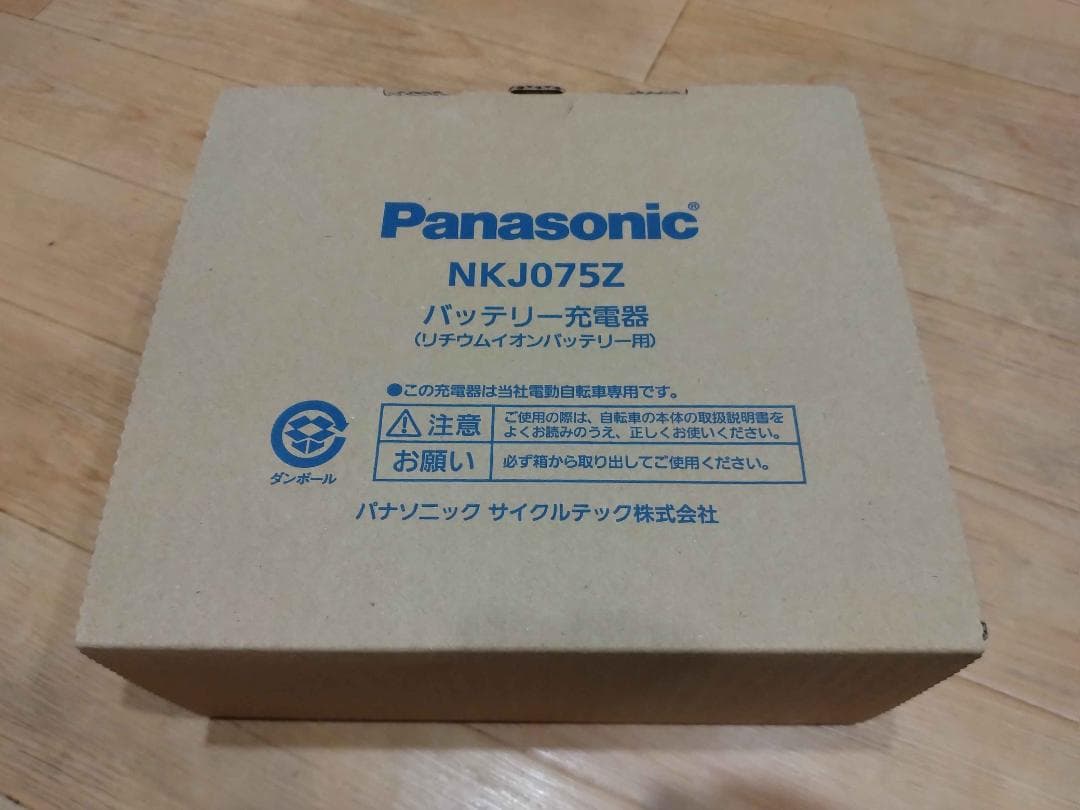 Panasonic®
NKJ075Z
バッテリー充電器
(リチウムイオンバッテリー用)
●この充電器は当社電動自転車専用です。
注意
ご使用の際は、自転車の本体の取扱説明書を
よくお読みのうえ、正しくお使いください。
お願い
必ず箱から取り出してご使用ください。
ダンボール
パナソニック サイクルテック株式会社